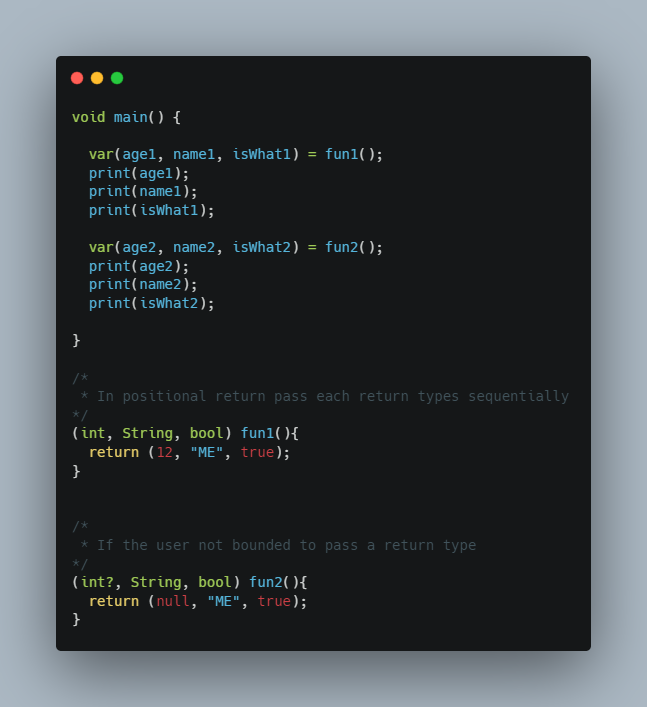 void main() {
var(age1, name1, isWhat1) = fun1();
print(age1);
print(name1);
print(isWhat1);
var(age2, name2, isWhat2) = fun2();
print(age2);
print(name2);
print(isWhat2);
}
/*
* In positional return pass each return types sequentially
*/
(int, String, bool) fun1(){
return (12, "ME", true);
}
/*
* If the user not bounded to pass a return type
*/
(int?, String, bool) fun2(){
return (null, "ME", true);
}